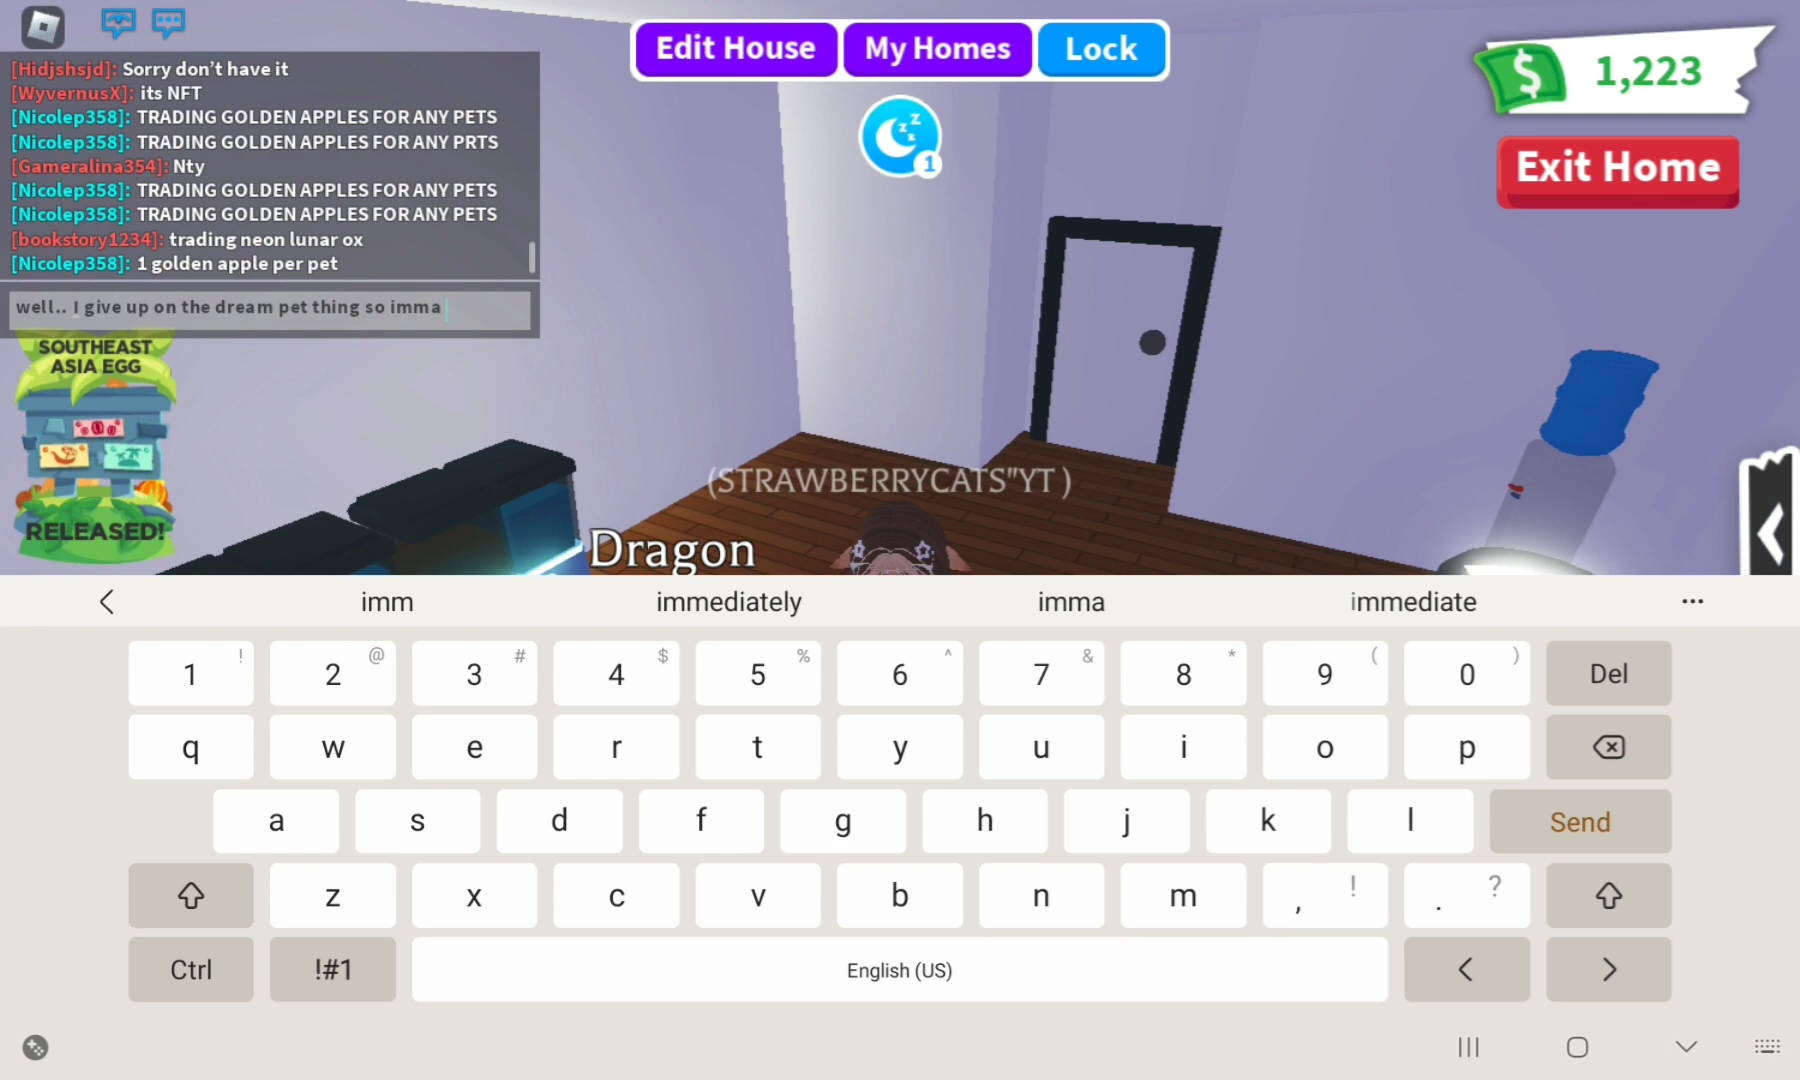 Edit House
My Homes
Lock
1,223
Exit Home
z z z
1
[Hidjshsjd]: Sorry don't have it
[WyvernusX]: its NFT
[Nicolep358]: TRADING GOLDEN APPLES FOR ANY PETS
[Nicolep358]: TRADING GOLDEN APPLES FOR ANY PRTS
[Gameralina354]: Nty
[Nicolep358]: TRADING GOLDEN APPLES FOR ANY PETS
[Nicolep358]: TRADING GOLDEN APPLES FOR ANY PETS
[bookstory1234]: trading neon lunar ox
[Nicolep358]: 1 golden apple per pet
well.. I give up on the dream pet thing so imma
SOUTHEAST
ASIA EGG
RELEASED!
(STRAWBERRYCATS"YT )
Dragon
imm immediately imma immediate ...
1 ! 2 @ 3 # 4 $ 5 % 6 ^ 7 & 8 * 9 ( 0 ) Del
q w e r t y u i o p
a s d f g h j k l Send
z x c v b n m , ! . ?
Ctrl !#1 English (US) < >